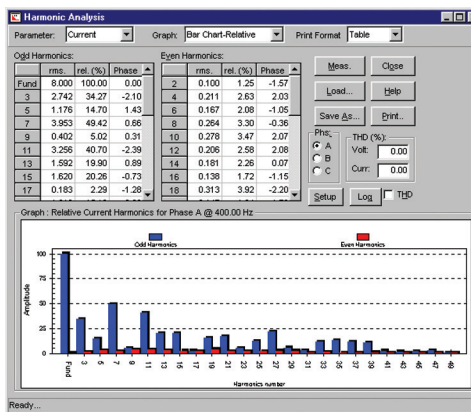 Harmonic Analysis
Parameter: Current Graph: Bar Chart-Relative Print Format Table
Odd Harmonics:
rms. rel. (%) Phase
Fund 8.000 100.00 0.00
3 2.742 34.27 -2.10
5 1.176 14.70 1.43
7 3.953 49.42 0.66
9 0.402 5.02 0.31
11 3.256 40.70 -2.39
13 1.592 19.90 0.89
15 1.620 20.26 -0.73
17 0.183 2.29 -1.28
Even Harmonics:
rms. rel. (%) Phase
2 0.100 1.25 -1.57
4 0.211 2.63 2.03
6 0.167 2.08 -1.05
8 0.264 3.30 -0.36
10 0.278 3.47 2.07
12 0.206 2.58 2.08
14 0.181 2.26 0.07
16 0.138 1.72 -1.15
18 0.313 3.92 -2.20
Meas. Close
Load... Help
Save As... Print..
Phs:
A
B
C
THD (%):
Volt: 0.00
Curr: 0.00
Setup Log THD
Graph : Relative Current Harmonics for Phase A @ 400.00 Hz
Odd Harmonics Even Harmonics
Amplitude
100
75
50
25
0
Fund 3 5 7 9 11 13 15 17 19 21 23 25 27 29 31 33 35 37 39 41 43 45 47 49
Harmonics number
Ready...